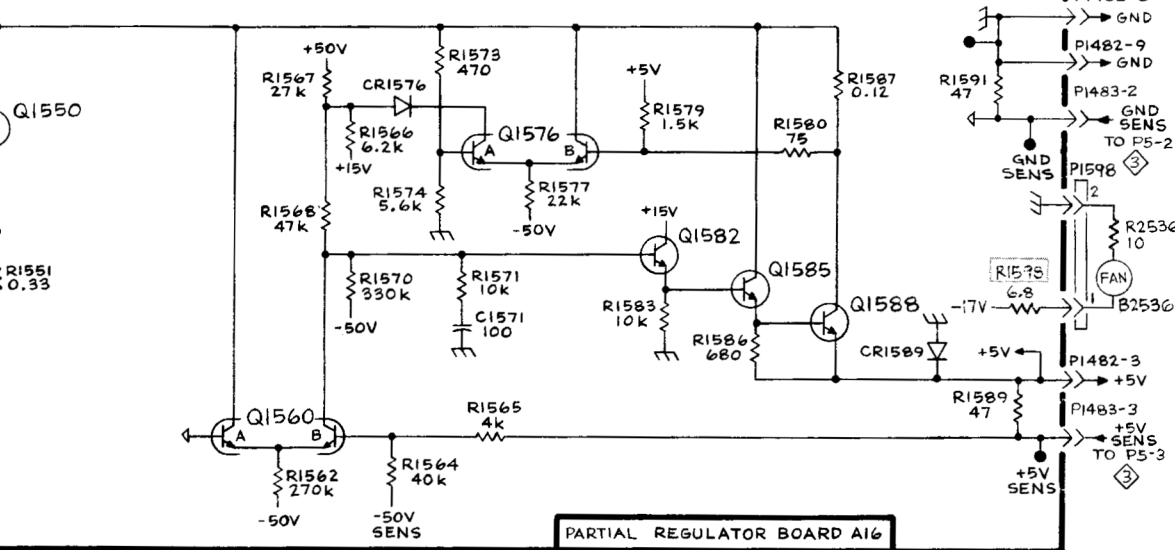 GND
P1482-9
GND
P1483-2
GND
SENS
TO P5-2
3
GND
SENS
P1598
2
R2536
10
FAN
B2536
1
R1598
6.8
-17V
R1591
47
Q1550
R1551
0.33
+50V
R1567
27k
CR1576
R1573
470
R1566
6.2k
+15V
Q1576
A
B
+5V
R1579
1.5k
R1580
75
R1587
0.12
R1574
5.6k
R1577
22k
-50V
R1568
47k
R1570
330k
-50V
R1571
10k
C1571
100
+15V
Q1582
R1583
10k
Q1585
R1586
680
Q1588
CR1589
+5V
P1482-3
+5V
R1589
47
P1483-3
+5V
SENS
TO P5-3
3
+5V
SENS
Q1560
A
B
R1562
270k
-50V
R1565
4k
R1564
40k
-50V
SENS
PARTIAL REGULATOR BOARD A16